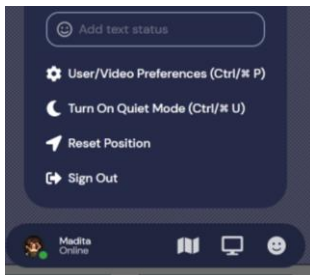 Add text status
User/Video Preferences (Ctrl/⌘ P)
Turn On Quiet Mode (Ctrl/⌘ U)
Reset Position
Sign Out
Madita
Online